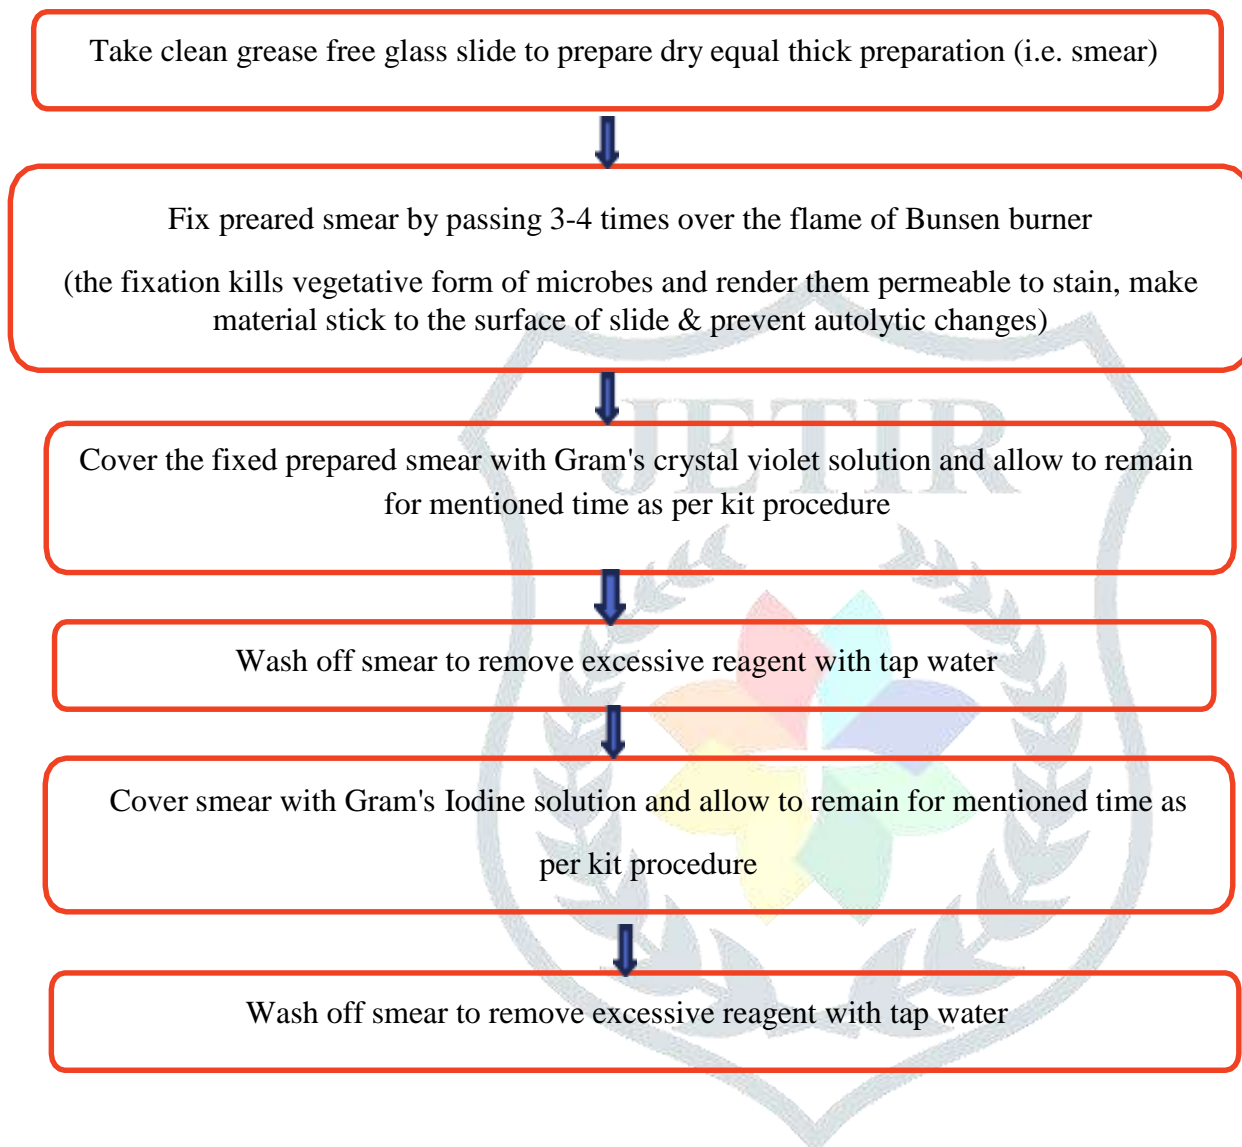 Take clean grease free glass slide to prepare dry equal thick preparation (i.e. smear)
Fix preared smear by passing 3-4 times over the flame of Bunsen burner
(the fixation kills vegetative form of microbes and render them permeable to stain, make
material stick to the surface of slide & prevent autolytic changes)
JETIR
Cover the fixed prepared smear with Gram's crystal violet solution and allow to remain
for mentioned time as per kit procedure
Wash off smear to remove excessive reagent with tap water
Cover smear with Gram's Iodine solution and allow to remain for mentioned time as
per kit procedure
Wash off smear to remove excessive reagent with tap water